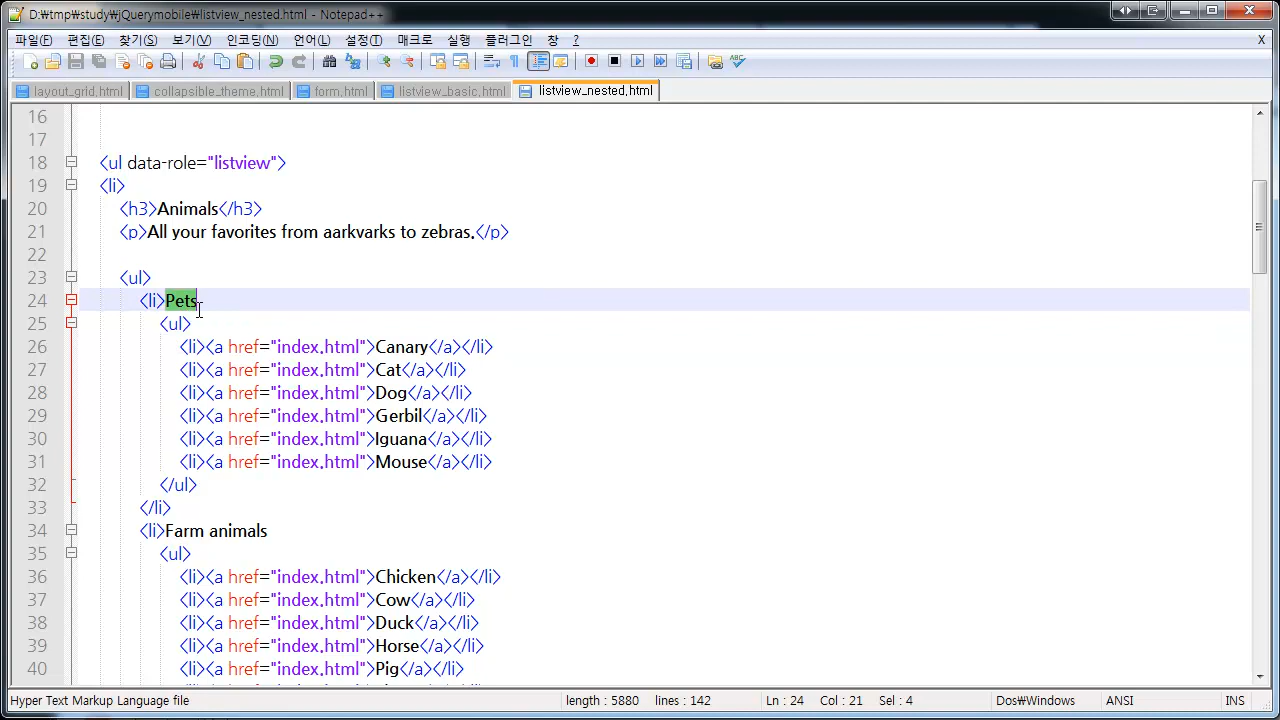 D:₩tmp₩study₩jQuerymobile₩listview_nested.html - Notepad++
파일(F) 편집(E) 찾기(S) 보기(V) 인코딩(N) 언어(L) 설정(T) 매크로 실행 플러그인 창 ? X
layout_grid.html collapsible_theme.html form.html listview_basic.html listview_nested.html
16
17
18 <ul data-role="listview">
19 <li>
20 <h3>Animals</h3>
21 <p>All your favorites from aarkvarks to zebras.</p>
22
23 <ul>
24 <li>Pets
25 <ul>
26 <li><a href="index.html">Canary</a></li>
27 <li><a href="index.html">Cat</a></li>
28 <li><a href="index.html">Dog</a></li>
29 <li><a href="index.html">Gerbil</a></li>
30 <li><a href="index.html">Iguana</a></li>
31 <li><a href="index.html">Mouse</a></li>
32 </ul>
33 </li>
34 <li>Farm animals
35 <ul>
36 <li><a href="index.html">Chicken</a></li>
37 <li><a href="index.html">Cow</a></li>
38 <li><a href="index.html">Duck</a></li>
39 <li><a href="index.html">Horse</a></li>
40 <li><a href="index.html">Pig</a></li>
Hyper Text Markup Language file length : 5880 lines : 142 Ln : 24 Col : 21 Sel : 4 Dos₩Windows ANSI INS